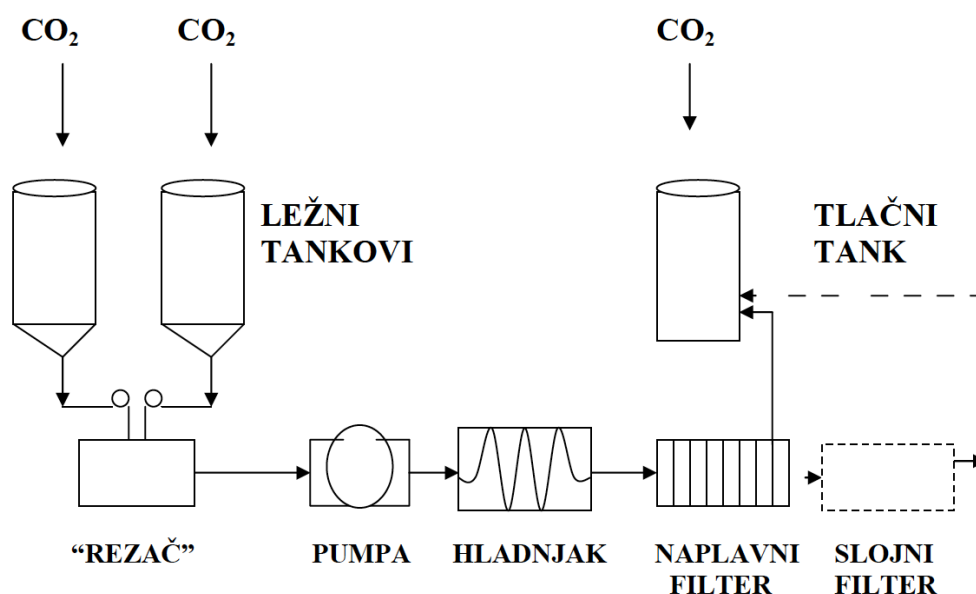 CO₂
CO₂
CO₂
LEŽNI
TANKOVI
TLAČNI
TANK
“REZAČ”
PUMPA
HLADNJAK
NAPLAVNI
FILTER
SLOJNI
FILTER